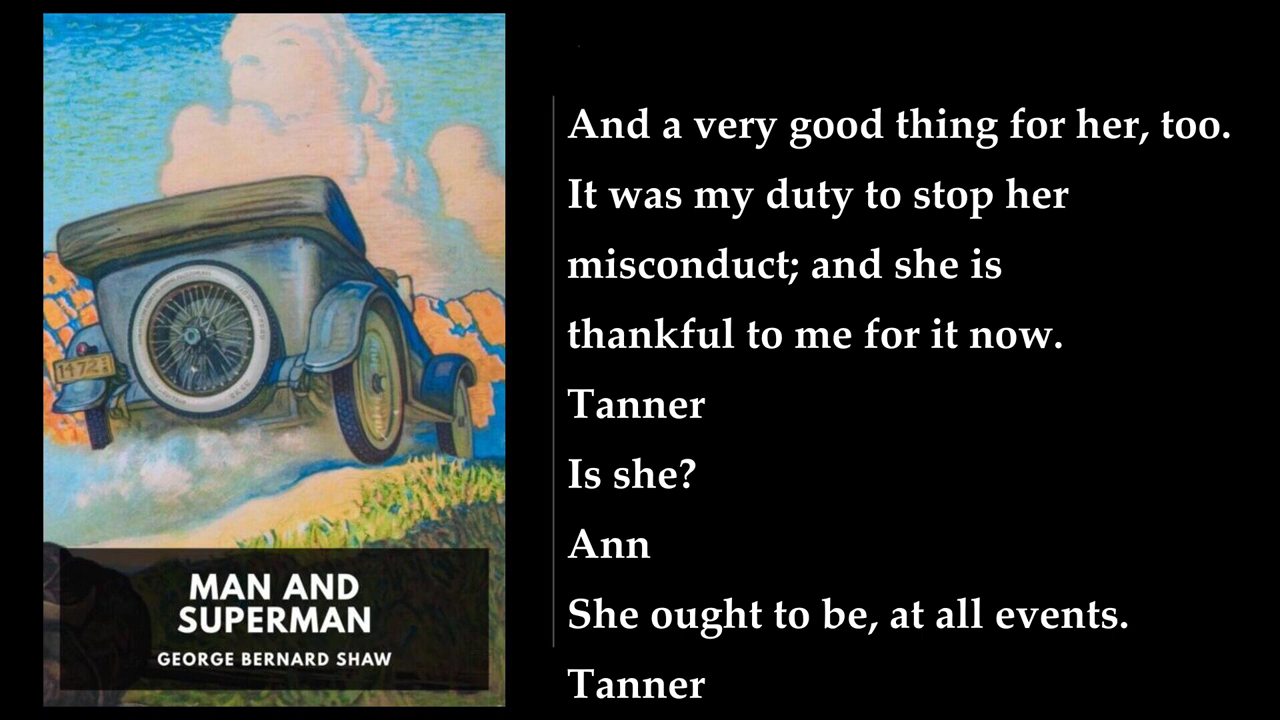 And a very good thing for her, too.
It was my duty to stop her
misconduct; and she is
thankful to me for it now.
Tanner
Is she?
Ann
She ought to be, at all events.
Tanner
1472
MAN AND
SUPERMAN
GEORGE BERNARD SHAW